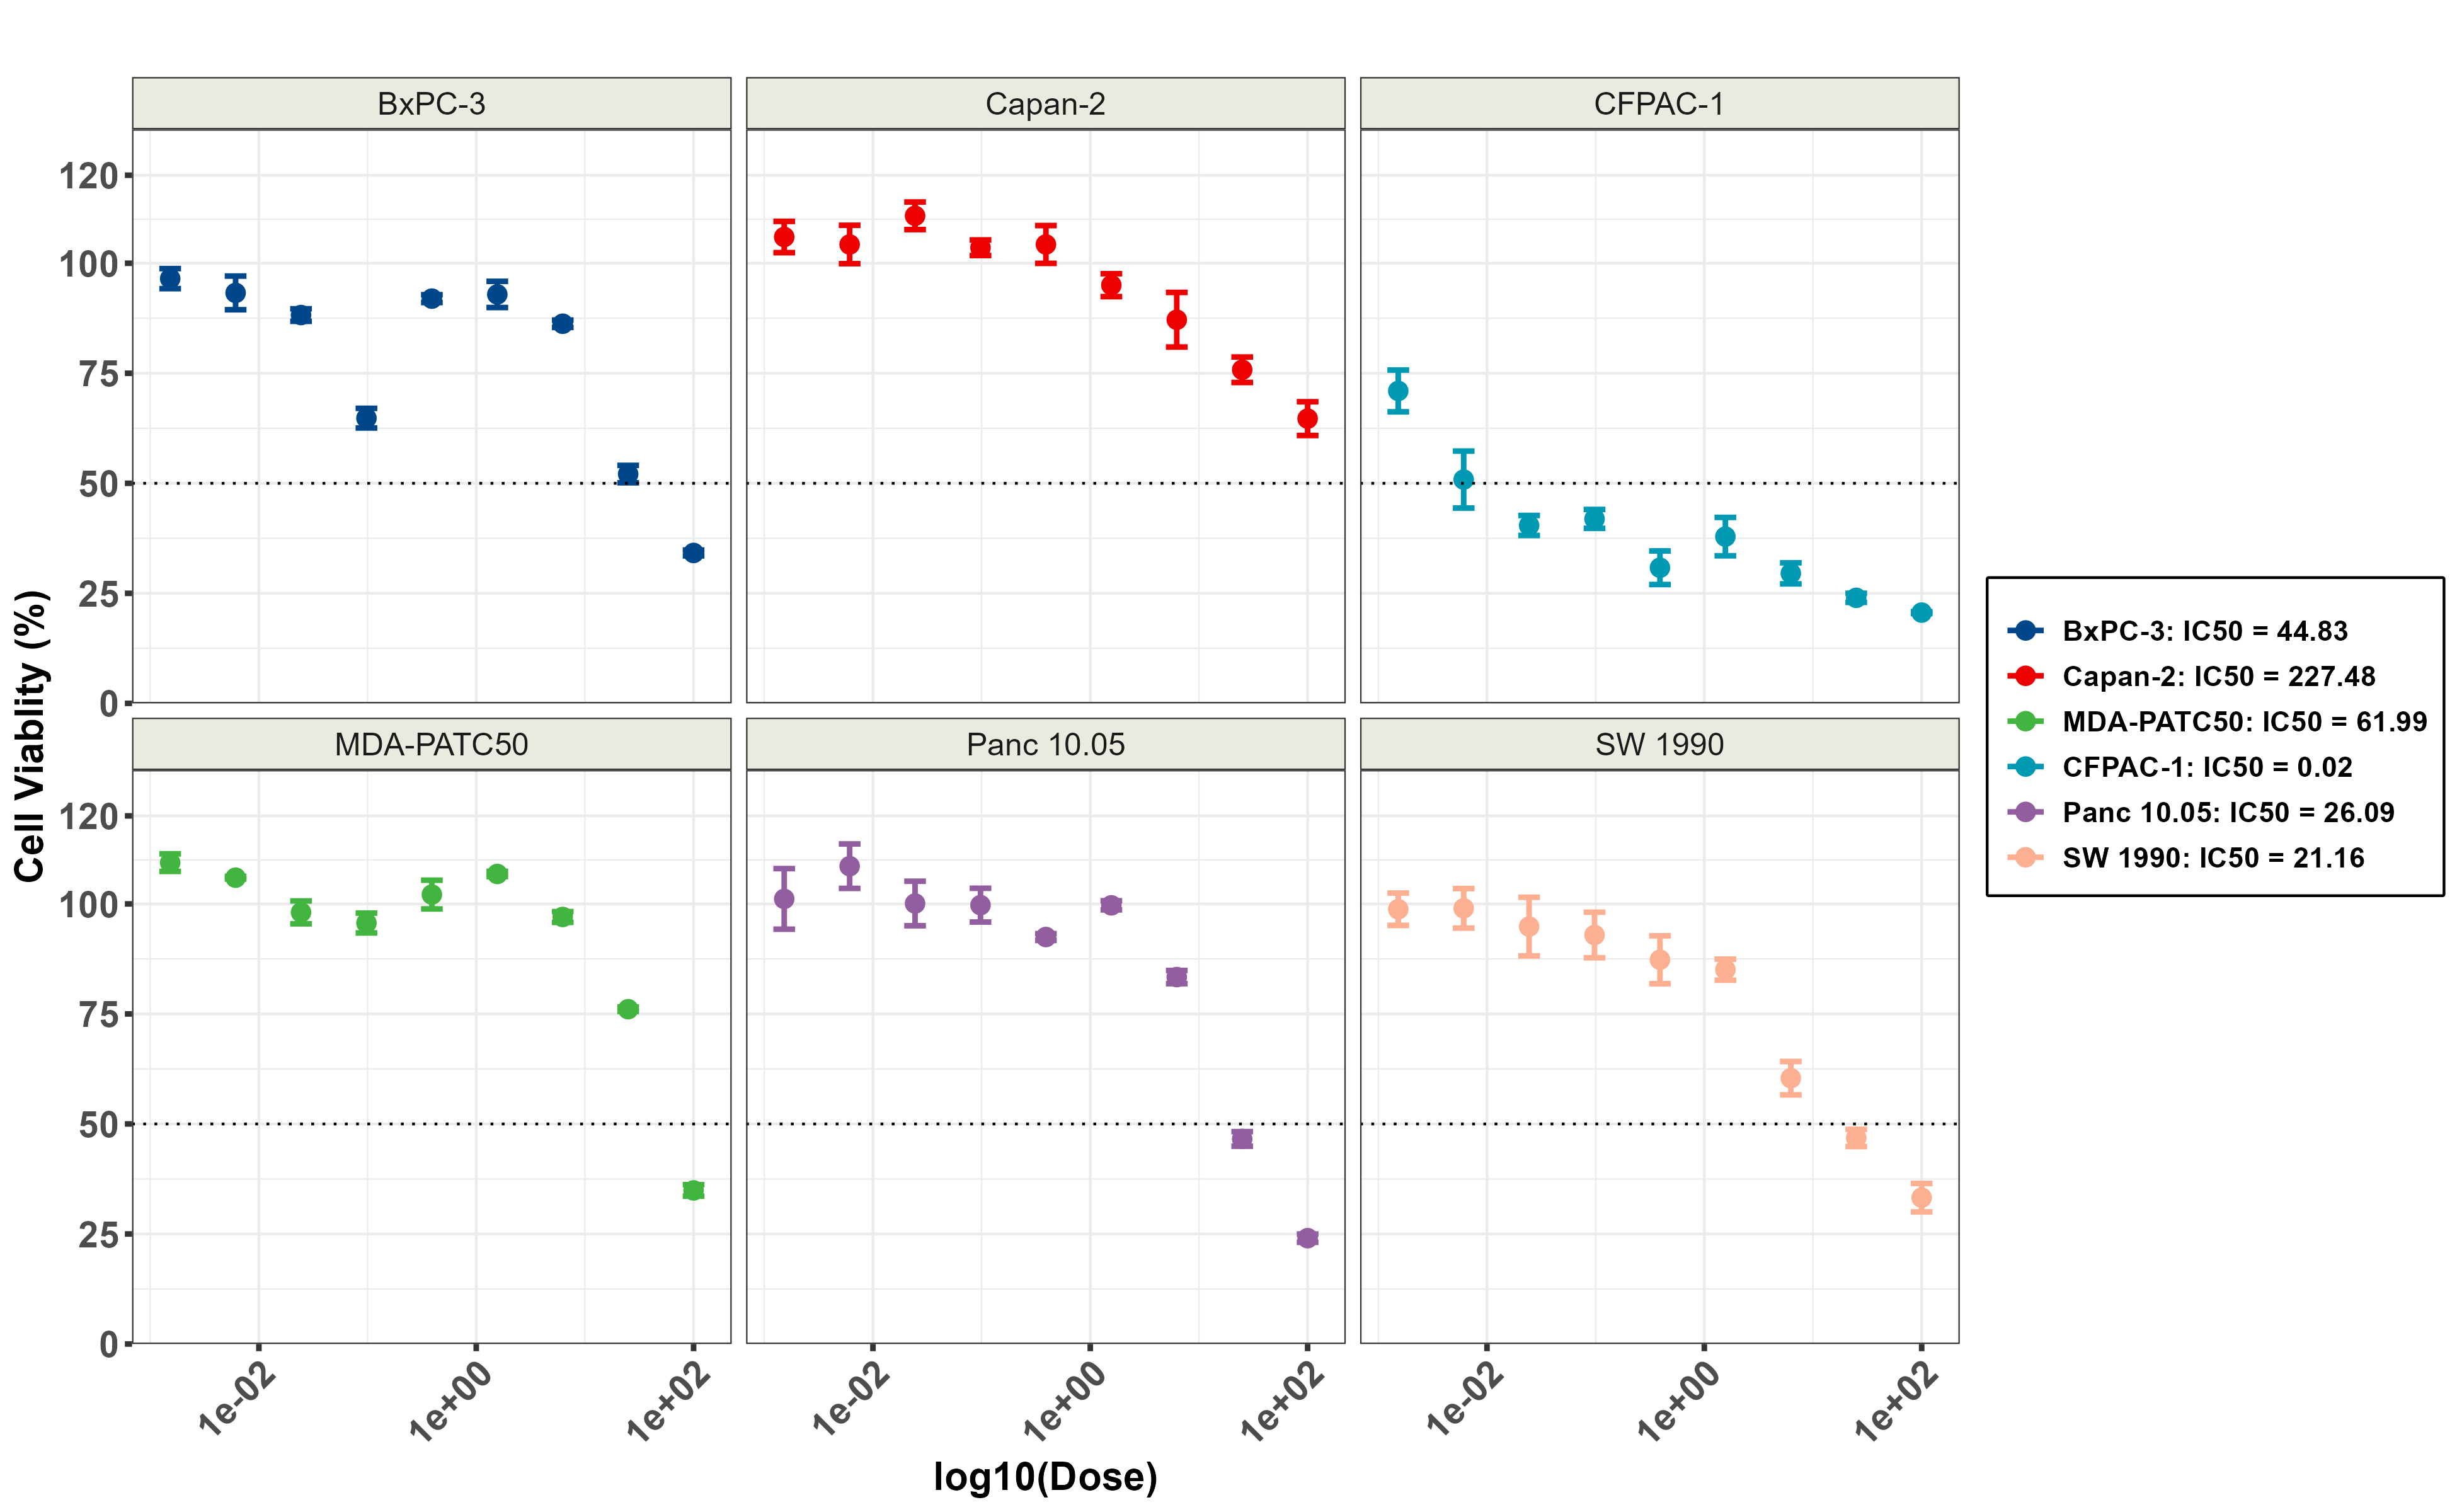 BxPC-3
Capan-2
CFPAC-1
120
100
75
50
25
0
MDA-PATC50
Panc 10.05
SW 1990
120
100
75
50
25
0
1e-02
1e+00
1e+02
1e-02
1e+00
1e+02
1e-02
1e+00
1e+02
log10(Dose)
Cell Viablity (%)
BxPC-3: IC50 = 44.83
Capan-2: IC50 = 227.48
MDA-PATC50: IC50 = 61.99
CFPAC-1: IC50 = 0.02
Panc 10.05: IC50 = 26.09
SW 1990: IC50 = 21.16